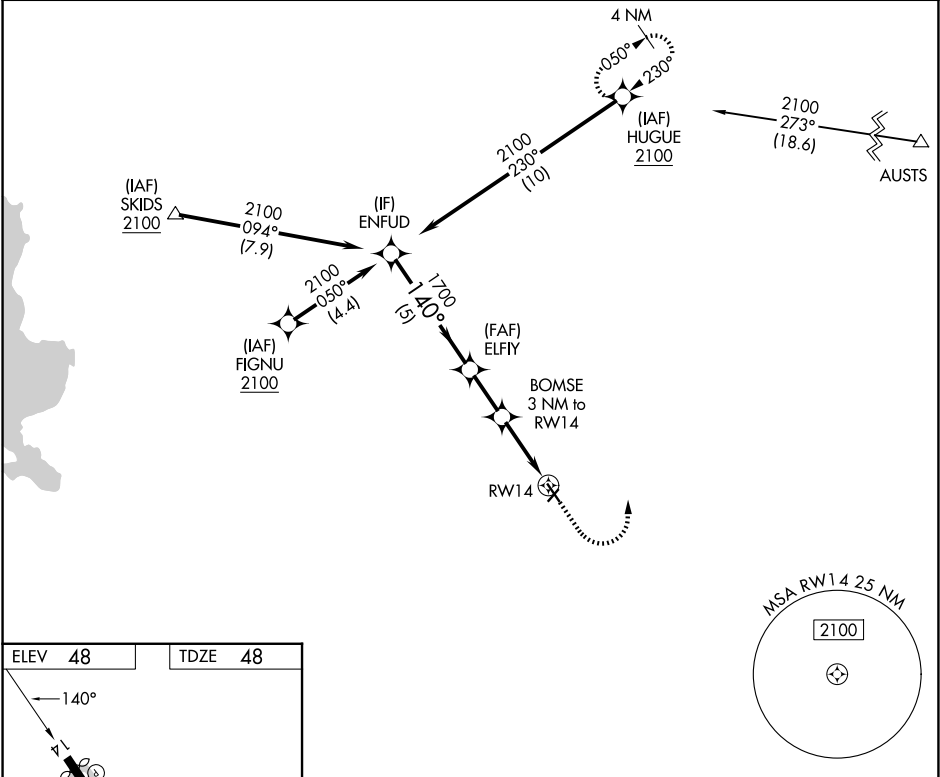 4 NM
050°
230°
(IAF)
HUGUE
2100
2100
273°
(18.6)
AUSTS
2100
230°
(10)
(IAF)
SKIDS
2100
2100
094°
(7.9)
(IF)
ENFUD
2100
050°
(4.4)
(IAF)
FIGNU
2100
1700
140°
(5)
(FAF)
ELFIY
BOMSE
3 NM to
RW14
RW14
MSA RW14 25 NM
2100
ELEV 48
TDZE 48
140°
14
P